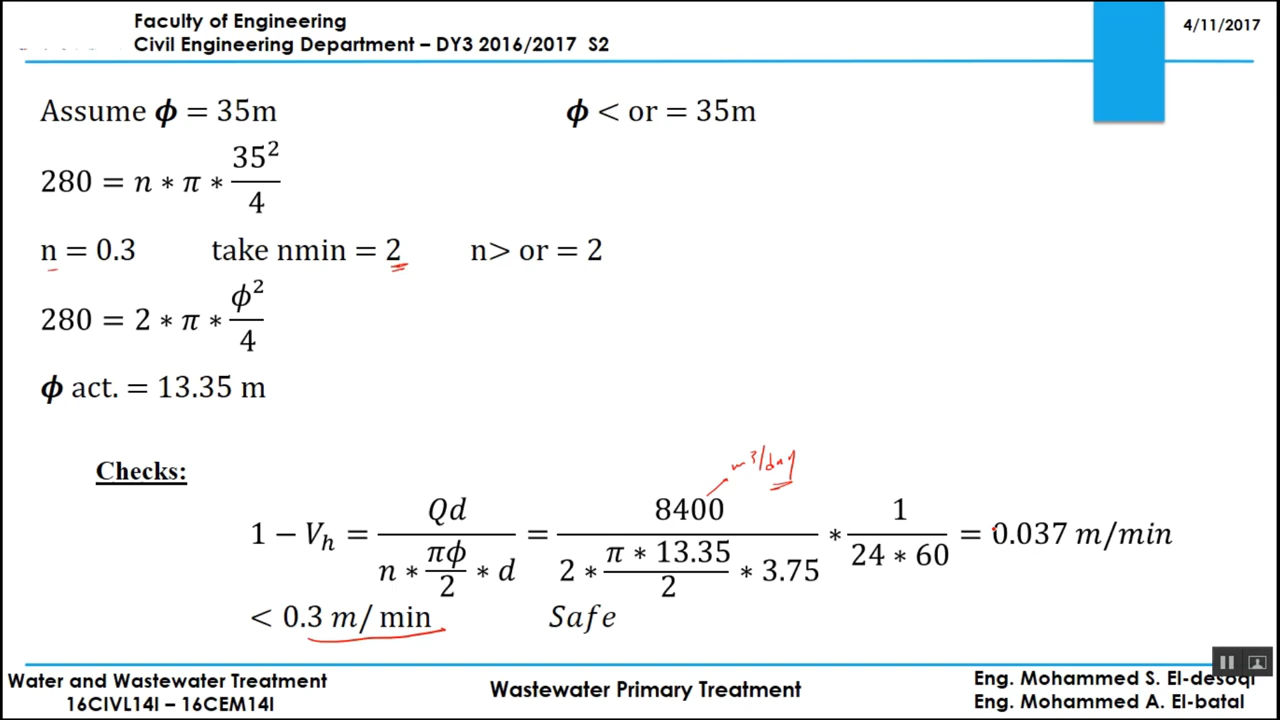 Faculty of Engineering
Civil Engineering Department – DY3 2016/2017 S2
4/11/2017
Assume ϕ = 35m
ϕ < or = 35m
280 = n ∗ π ∗ 35²/4
n = 0.3 take nmin = 2 n> or = 2
280 = 2 ∗ π ∗ ϕ²/4
ϕ act. = 13.35 m
Checks:
m³/day
1 − Vₕ = Qd / (n ∗ πϕ/2 ∗ d) = 8400 / (2 ∗ π∗13.35/2 ∗ 3.75) ∗ 1/(24 ∗ 60) = 0.037 m/min
< 0.3 m/ min Safe
Water and Wastewater Treatment
16CIVL14I – 16CEM14I
Wastewater Primary Treatment
Eng. Mohammed S. El-desoqi
Eng. Mohammed A. El-batal